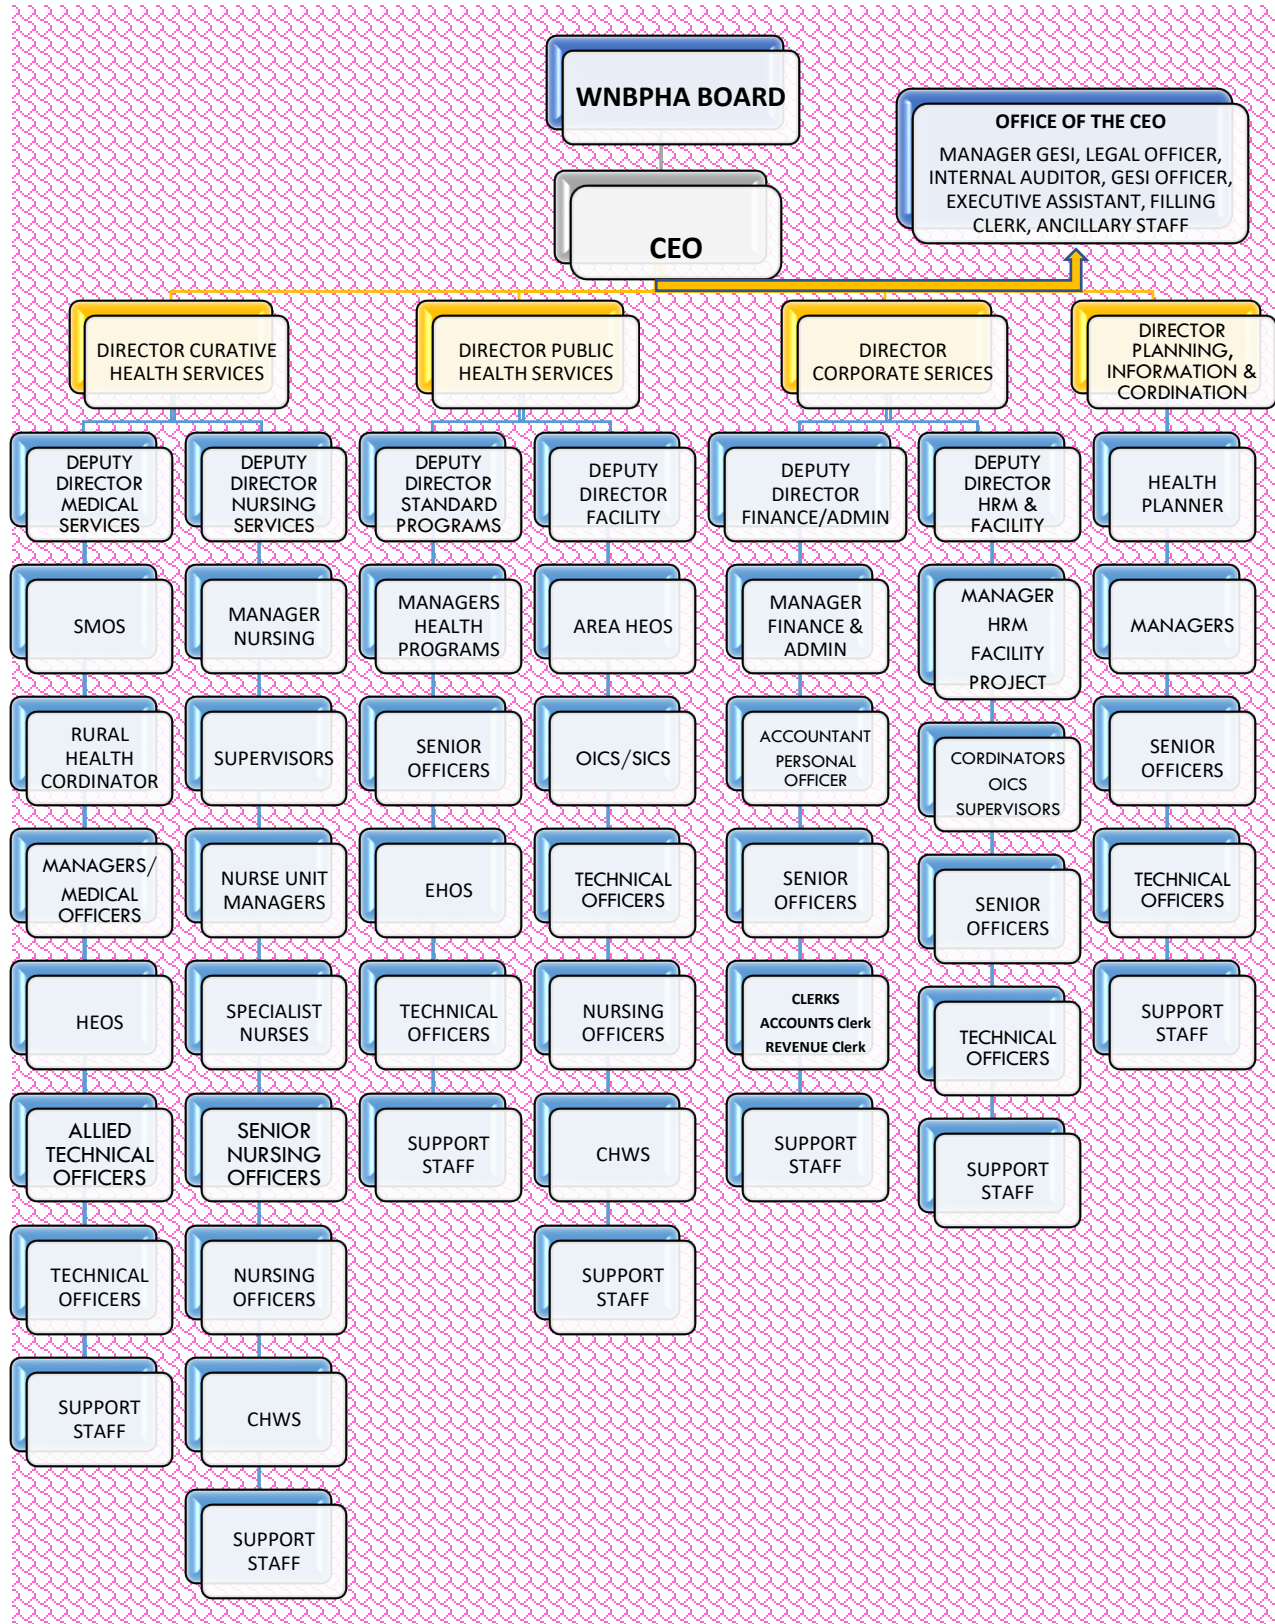 WNBPHA BOARD
OFFICE OF THE CEO
MANAGER GESI, LEGAL OFFICER,
INTERNAL AUDITOR, GESI OFFICER,
EXECUTIVE ASSISTANT, FILLING
CLERK, ANCILLARY STAFF
CEO
DIRECTOR CURATIVE
HEALTH SERVICES
DIRECTOR PUBLIC
HEALTH SERVICES
DIRECTOR
CORPORATE SERICES
DIRECTOR
PLANNING,
INFORMATION &
CORDINATION
DEPUTY
DIRECTOR
MEDICAL
SERVICES
DEPUTY
DIRECTOR
NURSING
SERVICES
DEPUTY
DIRECTOR
STANDARD
PROGRAMS
DEPUTY
DIRECTOR
FACILITY
DEPUTY
DIRECTOR
FINANCE/ADMIN
DEPUTY
DIRECTOR
HRM &
FACILITY
HEALTH
PLANNER
SMOS
MANAGER
NURSING
MANAGERS
HEALTH
PROGRAMS
AREA HEOS
MANAGER
FINANCE &
ADMIN
MANAGER
HRM
FACILITY
PROJECT
MANAGERS
RURAL
HEALTH
CORDINATOR
SUPERVISORS
SENIOR
OFFICERS
OICS/SICS
ACCOUNTANT
PERSONAL
OFFICER
CORDINATORS
OICS
SUPERVISORS
SENIOR
OFFICERS
MANAGERS/
MEDICAL
OFFICERS
NURSE UNIT
MANAGERS
EHOS
TECHNICAL
OFFICERS
SENIOR
OFFICERS
SENIOR
OFFICERS
TECHNICAL
OFFICERS
HEOS
SPECIALIST
NURSES
TECHNICAL
OFFICERS
NURSING
OFFICERS
CLERKS
ACCOUNTS Clerk
REVENUE Clerk
TECHNICAL
OFFICERS
SUPPORT
STAFF
ALLIED
TECHNICAL
OFFICERS
SENIOR
NURSING
OFFICERS
SUPPORT
STAFF
CHWS
SUPPORT
STAFF
SUPPORT
STAFF
TECHNICAL
OFFICERS
NURSING
OFFICERS
SUPPORT
STAFF
SUPPORT
STAFF
CHWS
SUPPORT
STAFF